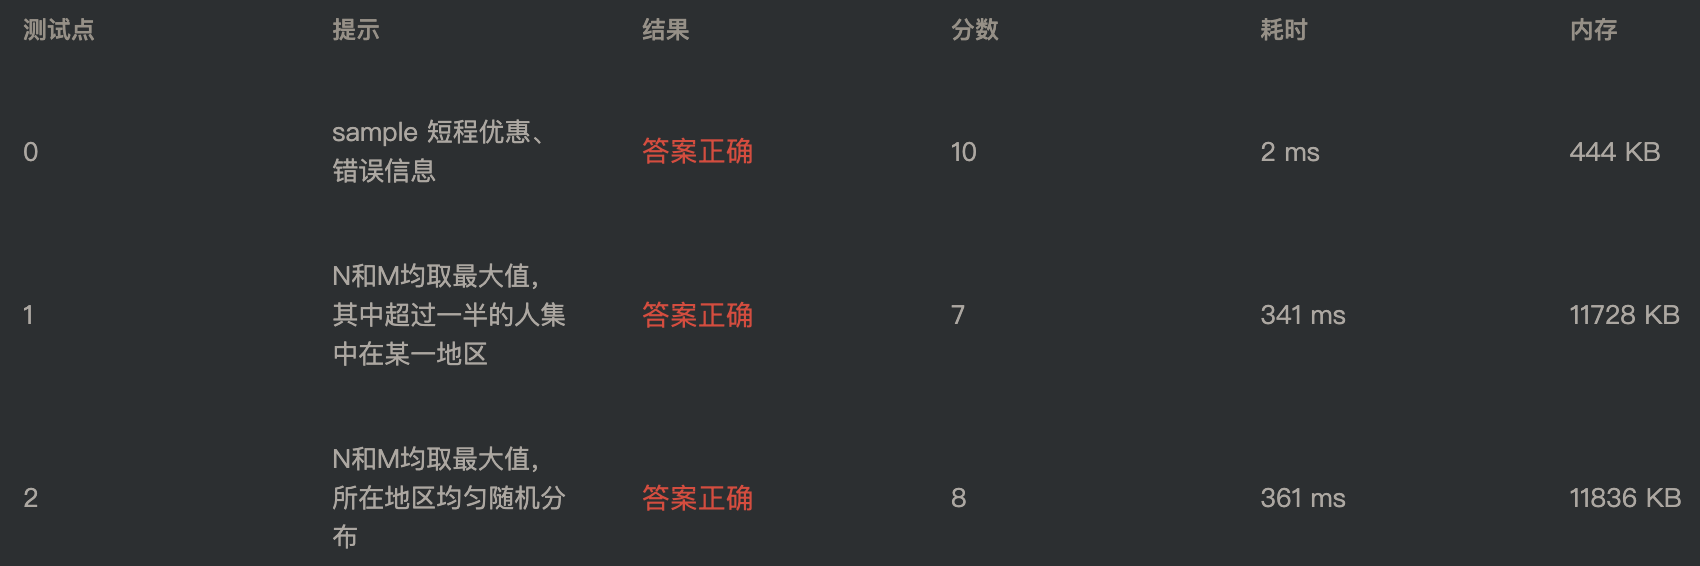 测试点 提示 结果 分数 耗时 内存
sample 短程优惠、
错误信息
0 答案正确 10 2 ms 444 KB
N和M均取最大值，
其中超过一半的人集
中在某一地区
1 答案正确 7 341 ms 11728 KB
N和M均取最大值，
所在地区均匀随机分
布
2 答案正确 8 361 ms 11836 KB